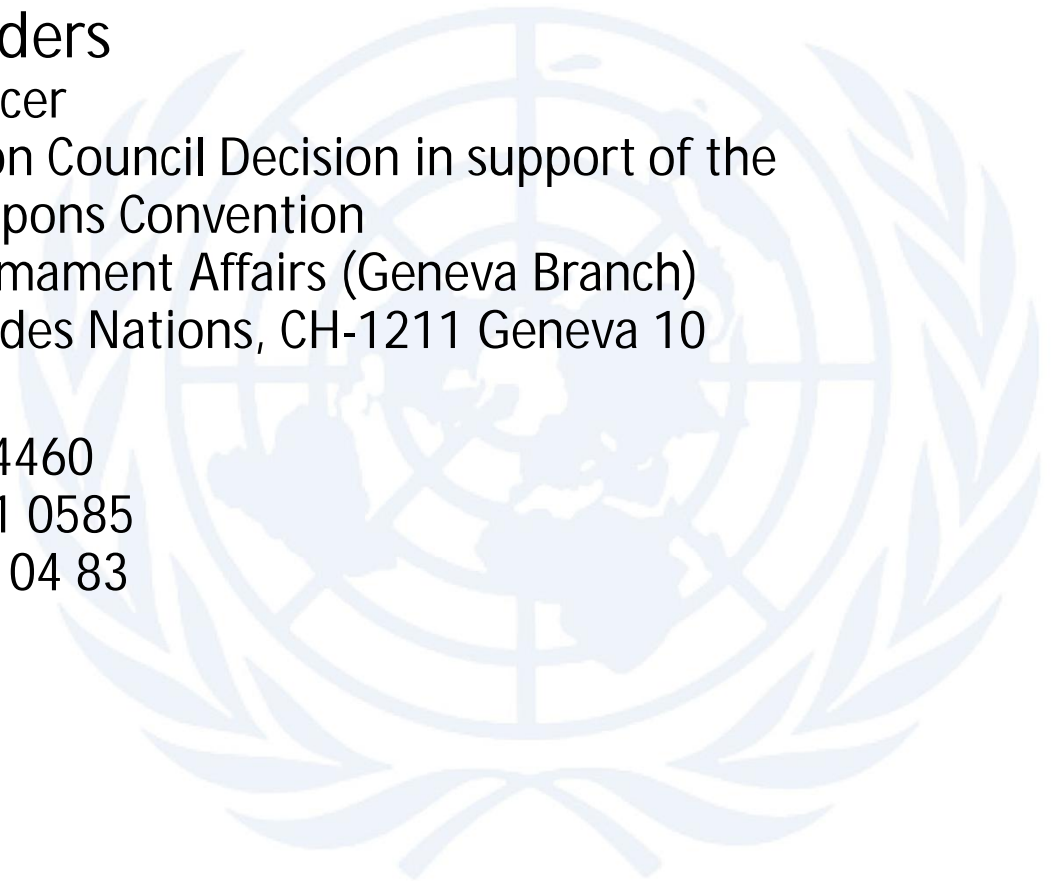 ders
cer
on Council Decision in support of the
pons Convention
mament Affairs (Geneva Branch)
des Nations, CH-1211 Geneva 10
4460
1 0585
04 83